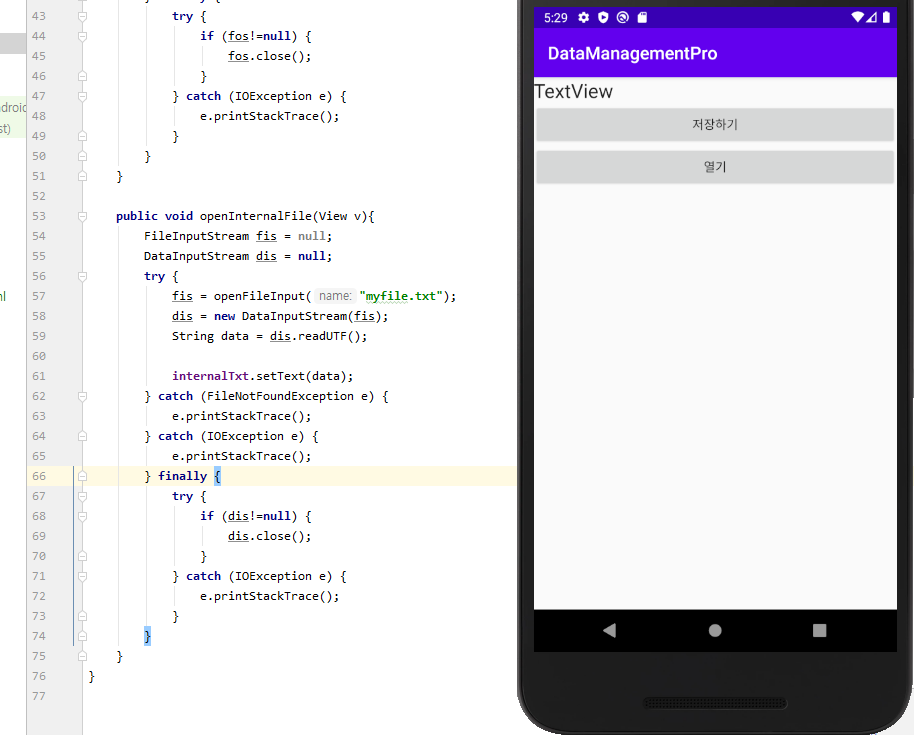 43 try {
44 if (fos!=null) {
45 fos.close();
46 }
47 } catch (IOException e) {
48 e.printStackTrace();
49 }
50 }
51 }
52
53 public void openInternalFile(View v){
54 FileInputStream fis = null;
55 DataInputStream dis = null;
56 try {
57 fis = openFileInput( name: "myfile.txt");
58 dis = new DataInputStream(fis);
59 String data = dis.readUTF();
60
61 internalTxt.setText(data);
62 } catch (FileNotFoundException e) {
63 e.printStackTrace();
64 } catch (IOException e) {
65 e.printStackTrace();
66 } finally {
67 try {
68 if (dis!=null) {
69 dis.close();
70 }
71 } catch (IOException e) {
72 e.printStackTrace();
73 }
74 }
75 }
76 }
77
5:29
DataManagementPro
TextView
저장하기
열기